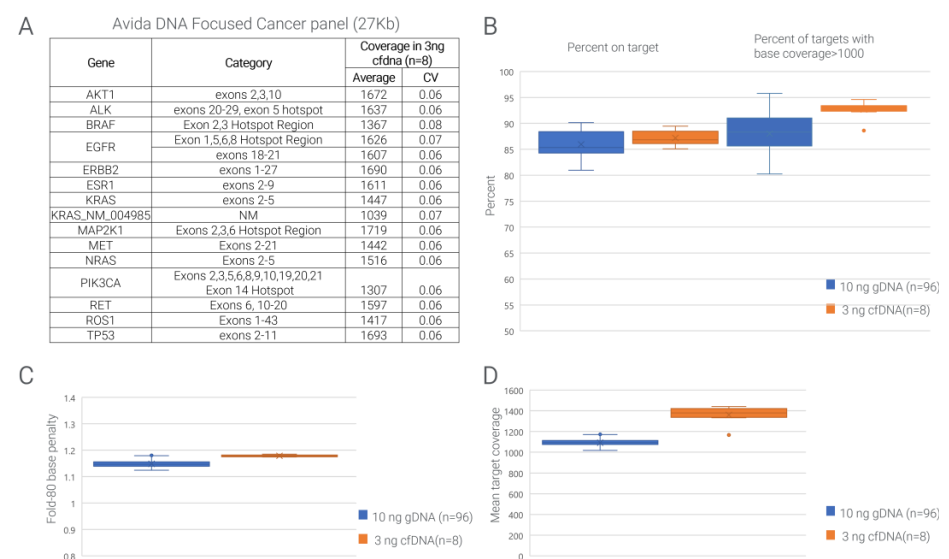 A
Avida DNA Focused Cancer panel (27Kb)
Gene Category Coverage in 3ng cfdna (n=8)
Average CV
AKT1 exons 2,3,10 1672 0.06
ALK exons 20-29, exon 5 hotspot 1637 0.06
BRAF Exon 2,3 Hotspot Region 1367 0.08
EGFR Exon 1,5,6,8 Hotspot Region 1626 0.07
exons 18-21 1607 0.06
ERBB2 exons 1-27 1690 0.06
ESR1 exons 2-9 1611 0.06
KRAS exons 2-5 1447 0.06
KRAS_NM_004985 NM 1039 0.07
MAP2K1 Exons 2,3,6 Hotspot Region 1719 0.06
MET Exons 2-21 1442 0.06
NRAS Exons 2-5 1516 0.06
PIK3CA Exons 2,3,5,6,8,9,10,19,20,21
Exon 14 Hotspot 1307 0.06
RET Exons 6, 10-20 1597 0.06
ROS1 Exons 1-43 1417 0.06
TP53 exons 2-11 1693 0.06
B
Percent on target
Percent of targets with
base coverage>1000
Percent
100
95
90
85
80
75
70
65
60
55
50
10 ng gDNA (n=96)
3 ng cfDNA(n=8)
C
Fold-80 base penalty
1.4
1.3
1.2
1.1
1
0.9
0.8
10 ng gDNA (n=96)
3 ng cfDNA(n=8)
D
Mean target coverage
1600
1400
1200
1000
800
600
400
200
0
10 ng gDNA (n=96)
3 ng cfDNA(n=8)